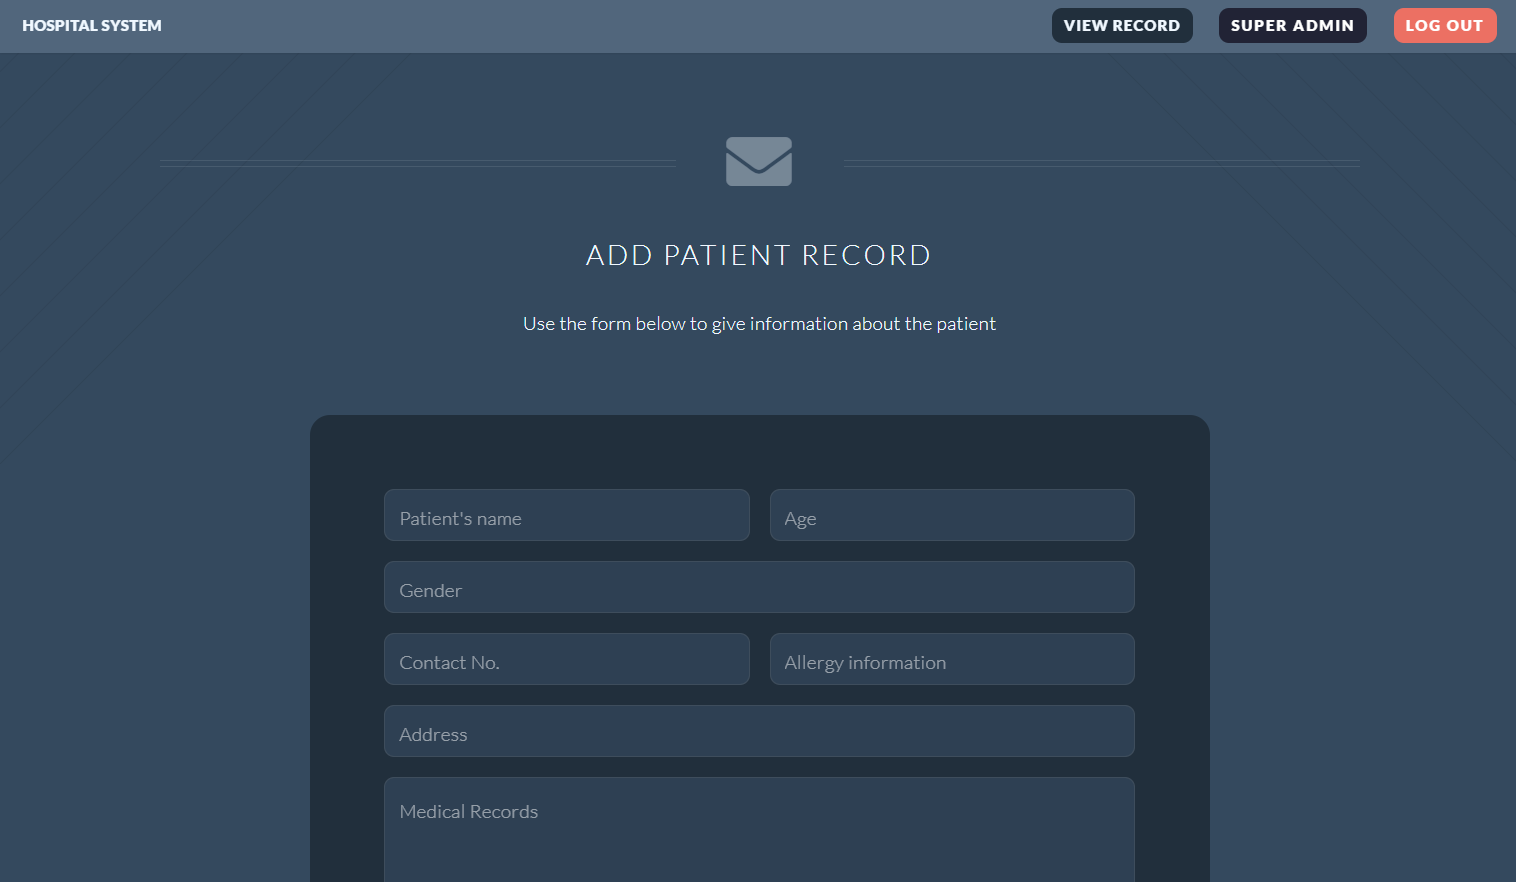 HOSPITAL SYSTEM VIEW RECORD SUPER ADMIN LOG OUT
ADD PATIENT RECORD
Use the form below to give information about the patient
Patient's name Age
Gender
Contact No. Allergy information
Address
Medical Records